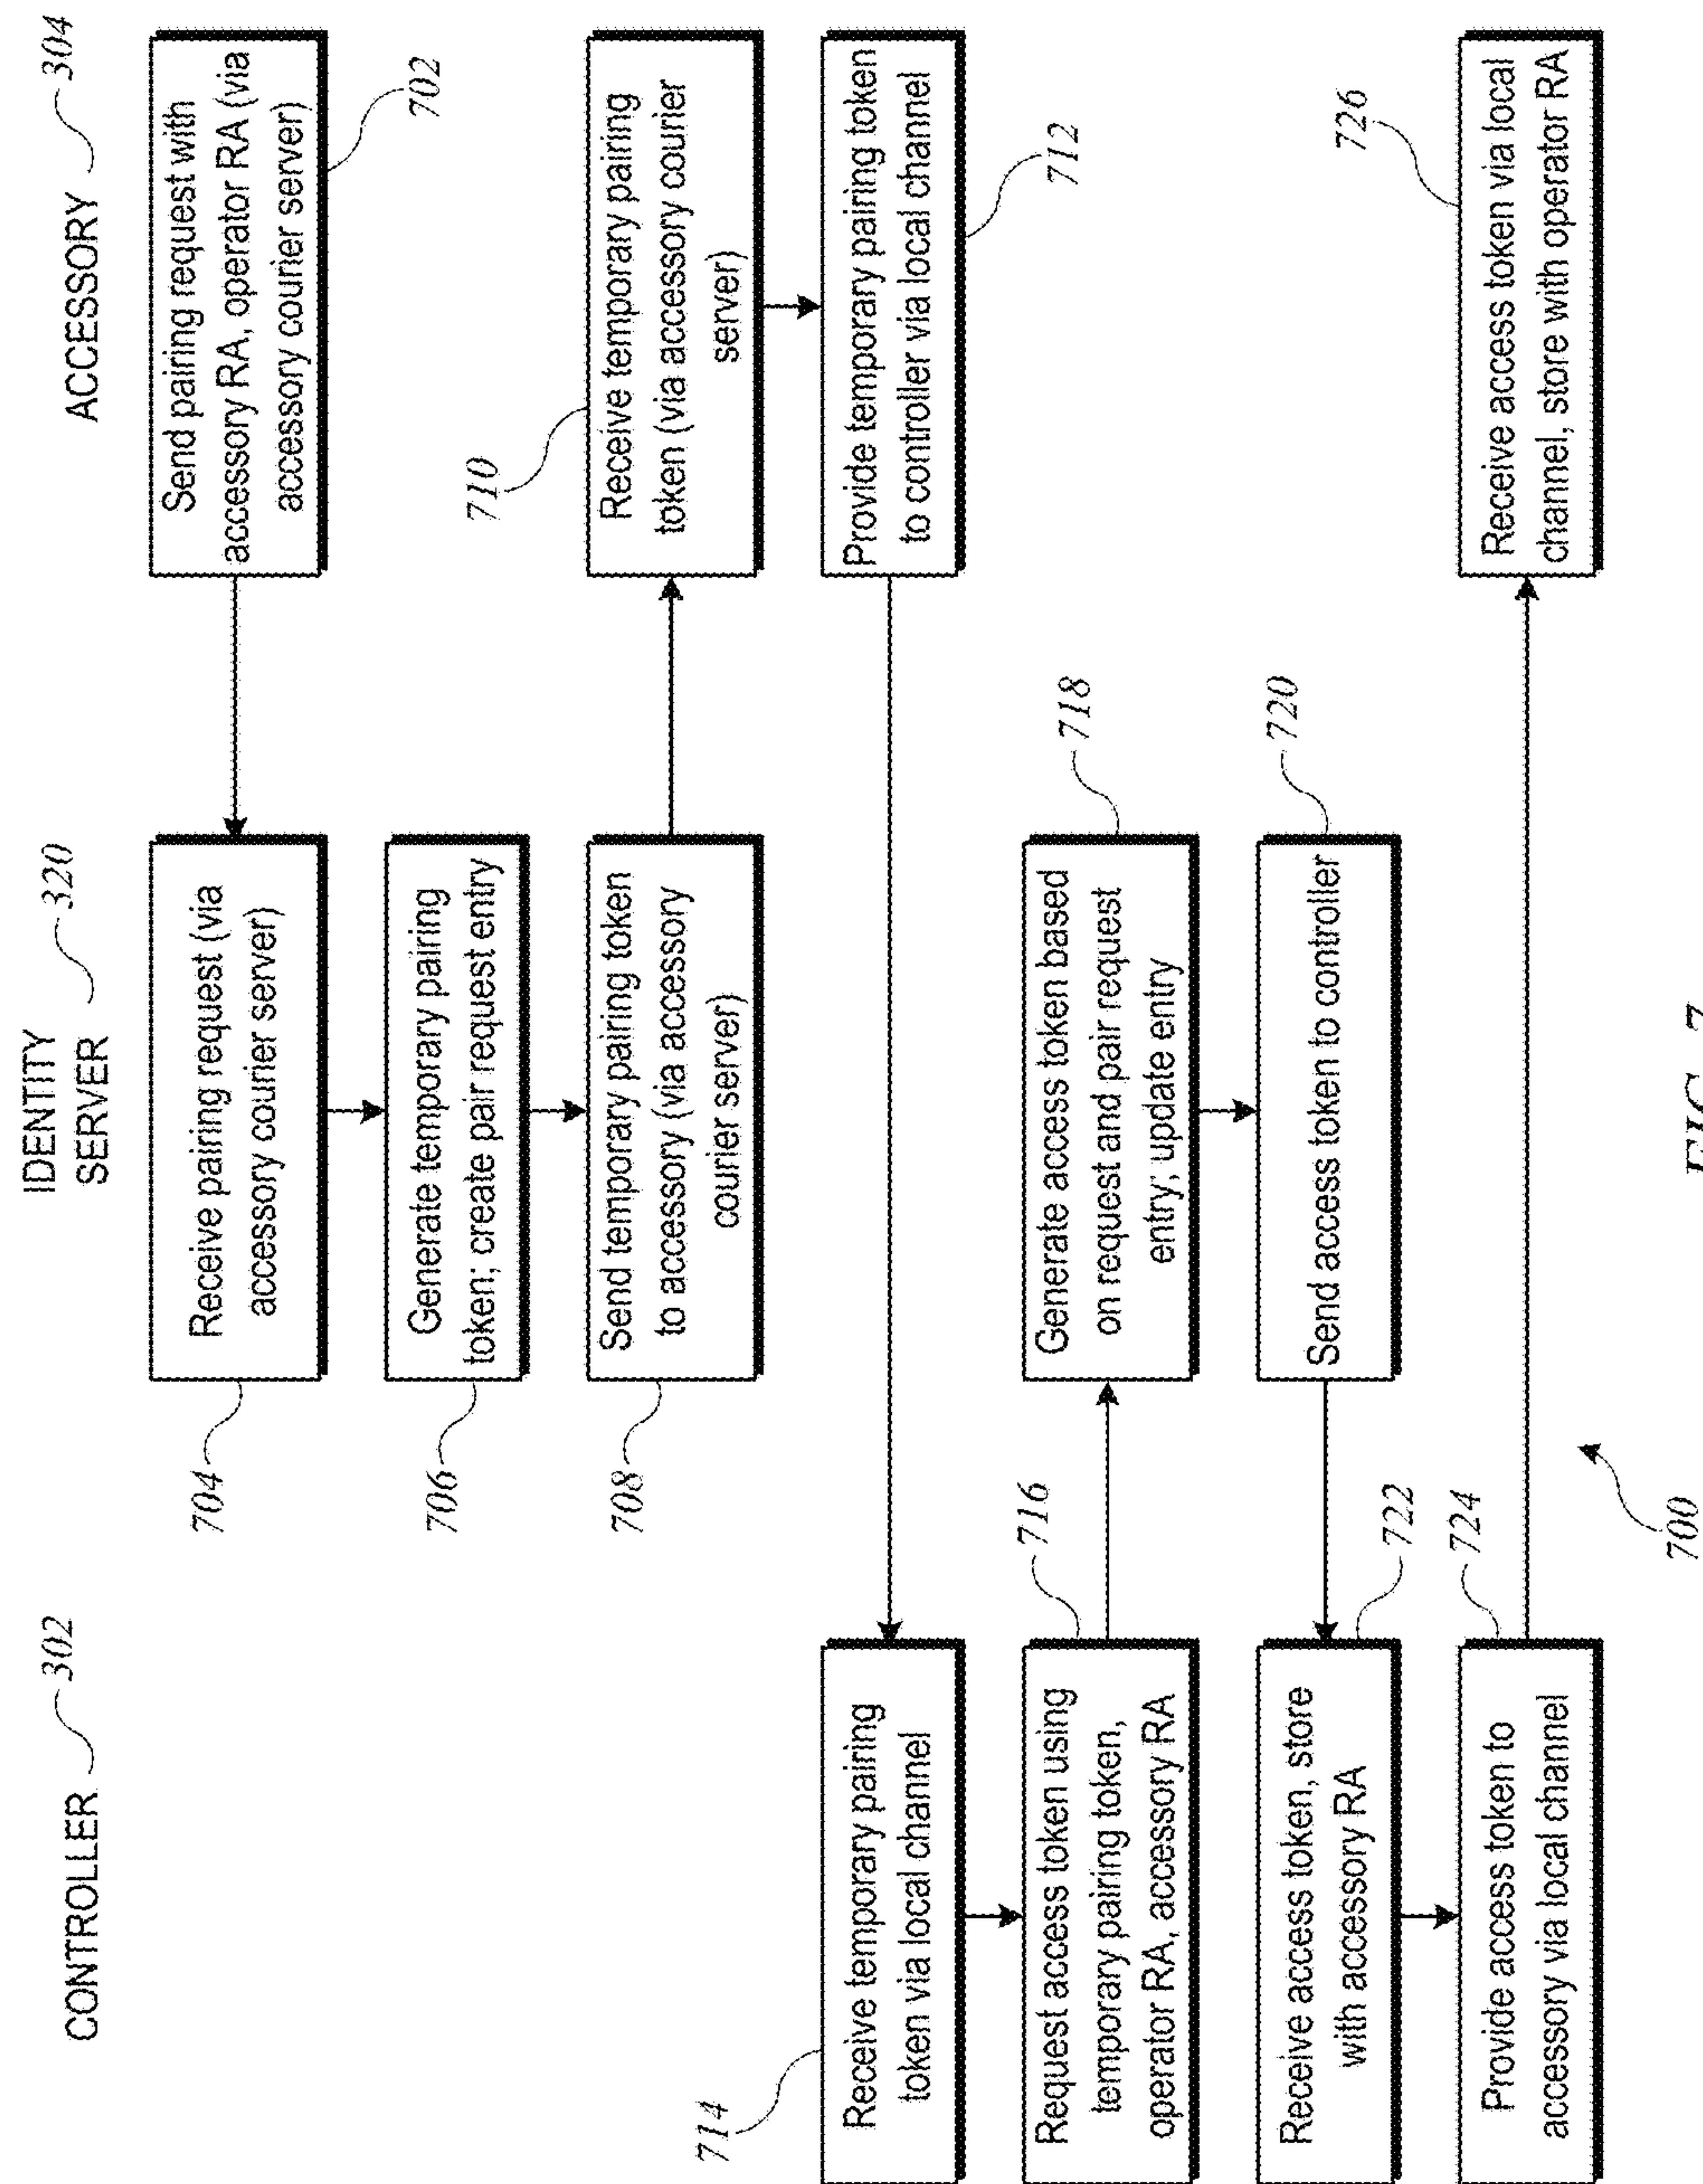 CONTROLLER 302
IDENTITY
SERVER 320
ACCESSORY 304
Send pairing request with
accessory RA, operator RA (via
accessory courier server)
702
Receive pairing request (via
accessory courier server)
704
Generate temporary pairing
token; create pair request entry
706
Send temporary pairing token
to accessory (via accessory
courier server)
708
710
Receive temporary pairing
token (via accessory courier
server)
Provide temporary pairing token
to controller via local channel
712
714
Receive temporary pairing
token via local channel
Request access token using
temporary pairing token,
operator RA, accessory RA
716
Generate access token based
on request and pair request
entry; update entry
718
Send access token to controller
720
Receive access token, store
with accessory RA
722
Provide access token to
accessory via local channel
724
726
Receive access token via local
channel, store with operator RA
700
FIG. 7